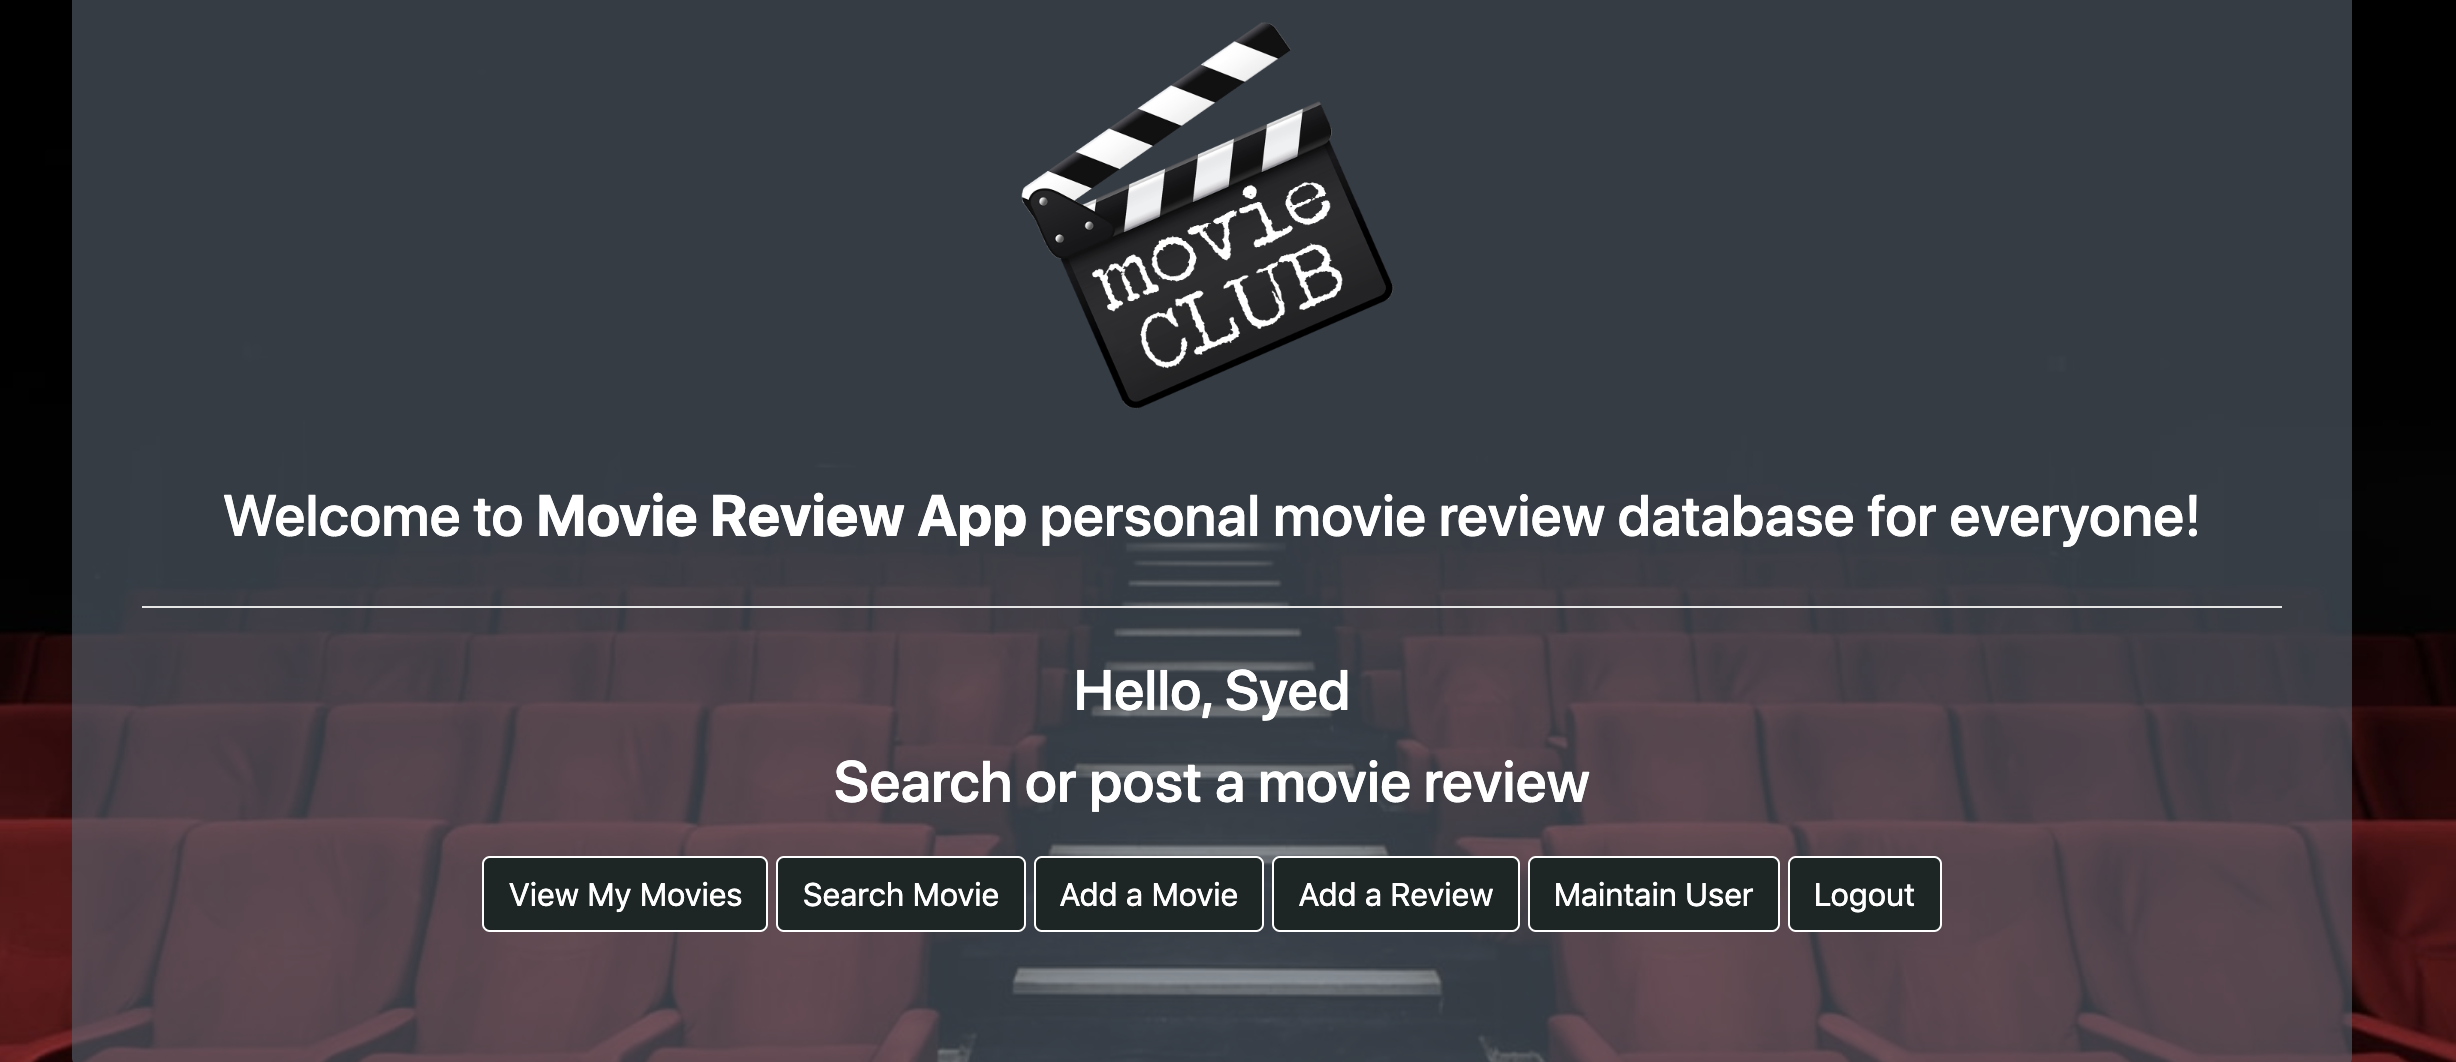 movie
CLUB
Welcome to Movie Review App personal movie review database for everyone!
Hello, Syed
Search or post a movie review
View My Movies Search Movie Add a Movie Add a Review Maintain User Logout